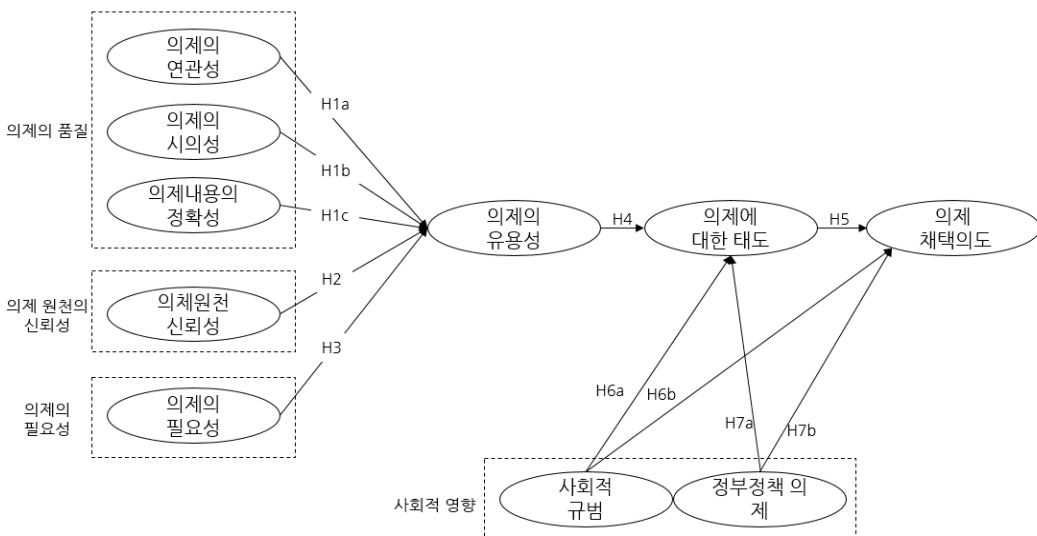 의제의
연관성
H1a
의제의 품질
의제의
시의성
H1b
의제내용의
정확성
H1c
의제의
유용성
H4
의제에
대한 태도
H5
의제
채택의도
의제 원천의
신뢰성
의체원천
신뢰성
H2
H3
의제의
필요성
의제의
필요성
H6a
H6b
H7a
H7b
사회적 영향
사회적
규범
정부정책 의
제